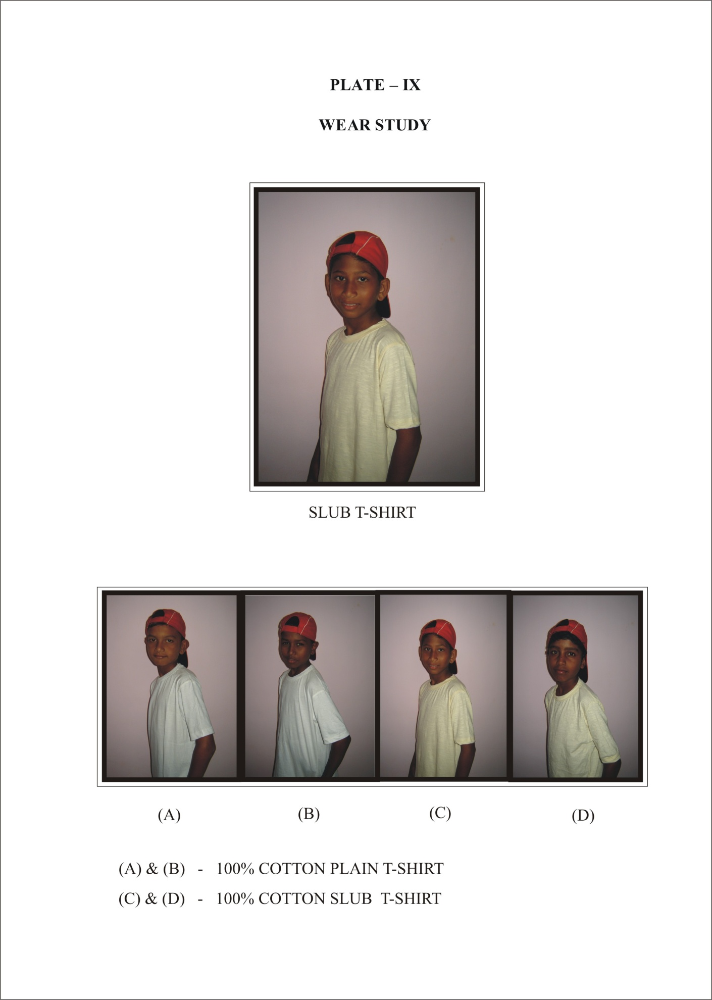 PLATE – IX
WEAR STUDY
SLUB T-SHIRT
(A) (B) (C) (D)
(A) & (B) - 100% COTTON PLAIN T-SHIRT
(C) & (D) - 100% COTTON SLUB T-SHIRT